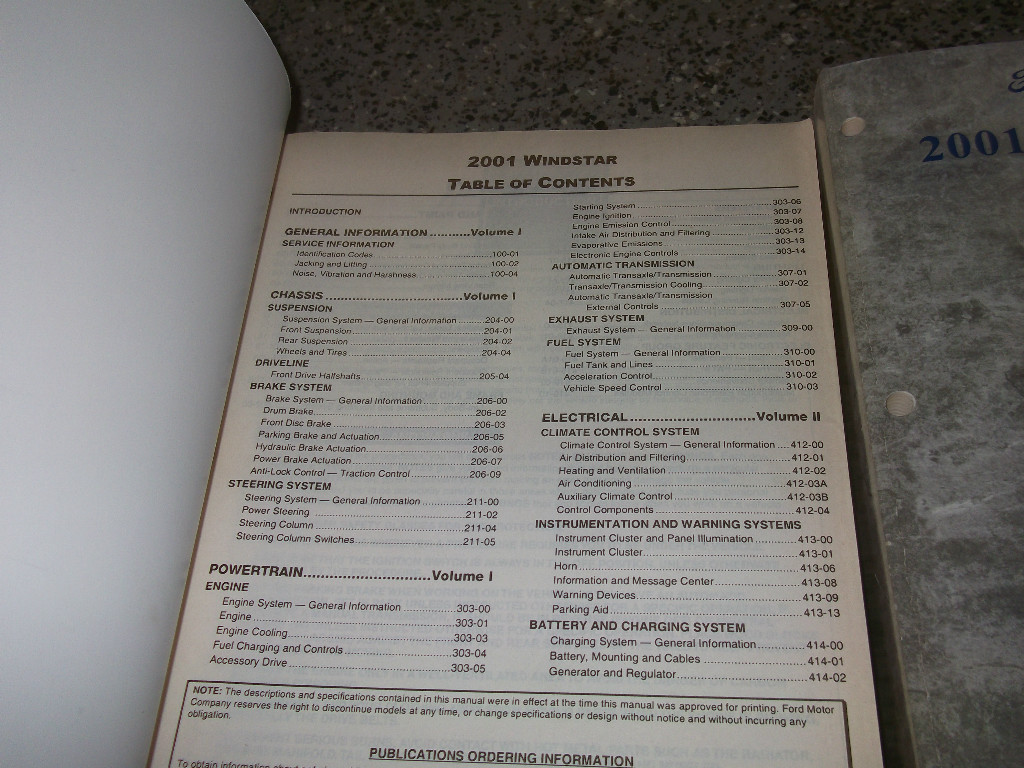 2001 WINDSTAR
TABLE OF CONTENTS
INTRODUCTION
GENERAL INFORMATION...........Volume I
SERVICE INFORMATION
Identification Codes..........100-01
Jacking and Lifting..........100-02
Noise, Vibration and Harshness..........100-04
CHASSIS..........Volume I
SUSPENSION
Suspension System — General Information..........204-00
Front Suspension..........204-01
Rear Suspension..........204-02
Wheels and Tires..........204-04
DRIVELINE
Front Drive Halfshafts..........205-04
BRAKE SYSTEM
Brake System — General Information..........206-00
Drum Brake..........206-02
Front Disc Brake..........206-03
Parking Brake and Actuation..........206-05
Hydraulic Brake Actuation..........206-06
Power Brake Actuation..........206-07
Anti-Lock Control — Traction Control..........206-09
STEERING SYSTEM
Steering System — General Information..........211-00
Power Steering..........211-02
Steering Column..........211-04
Steering Column Switches..........211-05
POWERTRAIN..........Volume I
ENGINE
Engine System — General Information..........303-00
Engine..........303-01
Engine Cooling..........303-03
Fuel Charging and Controls..........303-04
Accessory Drive..........303-05
Starting System..........303-06
Engine Ignition..........303-07
Engine Emission Control..........303-08
Intake Air Distribution and Filtering..........303-12
Evaporative Emissions..........303-13
Electronic Engine Controls..........303-14
AUTOMATIC TRANSMISSION
Automatic Transaxle/Transmission..........307-01
Transaxle/Transmission Cooling..........307-02
Automatic Transaxle/Transmission
External Controls..........307-05
EXHAUST SYSTEM
Exhaust System — General Information..........309-00
FUEL SYSTEM
Fuel System — General Information..........310-00
Fuel Tank and Lines..........310-01
Acceleration Control..........310-02
Vehicle Speed Control..........310-03
ELECTRICAL..........Volume II
CLIMATE CONTROL SYSTEM
Climate Control System — General Information....412-00
Air Distribution and Filtering..........412-01
Heating and Ventilation..........412-02
Air Conditioning..........412-03A
Auxiliary Climate Control..........412-03B
Control Components..........412-04
INSTRUMENTATION AND WARNING SYSTEMS
Instrument Cluster and Panel Illumination..........413-00
Instrument Cluster..........413-01
Horn..........413-06
Information and Message Center..........413-08
Warning Devices..........413-09
Parking Aid..........413-13
BATTERY AND CHARGING SYSTEM
Charging System — General Information..........414-00
Battery, Mounting and Cables..........414-01
Generator and Regulator..........414-02
NOTE: The descriptions and specifications contained in this manual were in effect at the time this manual was approved for printing. Ford Motor
Company reserves the right to discontinue models at any time, or change specifications or design without notice and without incurring any
obligation.
PUBLICATIONS ORDERING INFORMATION
To obtain information about
2001